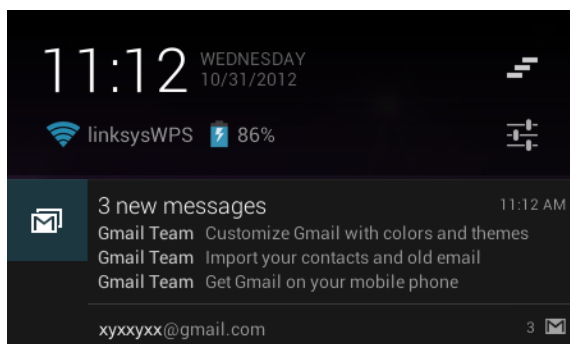 11:12 WEDNESDAY
10/31/2012
linksysWPS 86%
3 new messages 11:12 AM
Gmail Team Customize Gmail with colors and themes
Gmail Team Import your contacts and old email
Gmail Team Get Gmail on your mobile phone
xyxxyxx@gmail.com 3